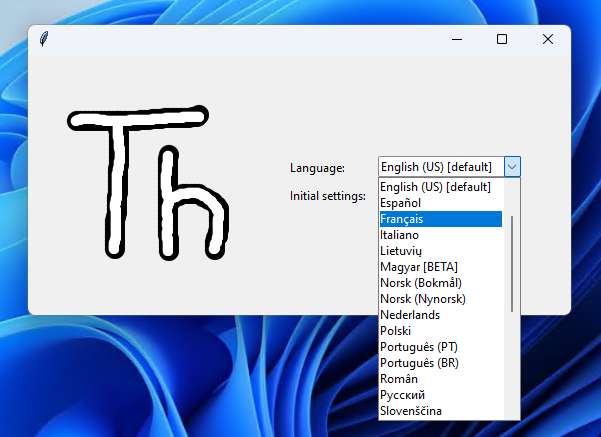 Th
Language:
English (US) [default]
Initial settings:
English (US) [default]
Español
Français
Italiano
Lietuvių
Magyar [BETA]
Norsk (Bokmål)
Norsk (Nynorsk)
Nederlands
Polski
Português (PT)
Português (BR)
Român
Русский
Slovenščina